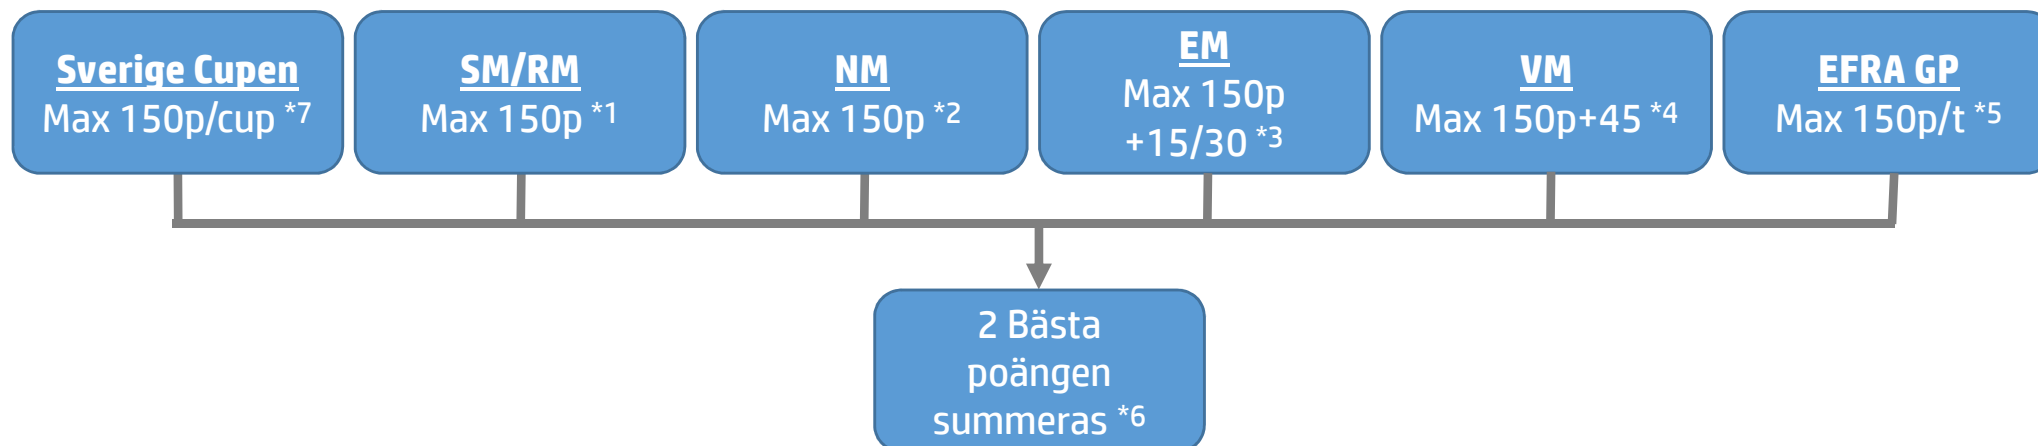 Sverige Cupen
Max 150p/cup *7
SM/RM
Max 150p *1
NM
Max 150p *2
EM
Max 150p
+15/30 *3
VM
Max 150p+45 *4
EFRA GP
Max 150p/t *5
2 Bästa
poängen
summeras *6